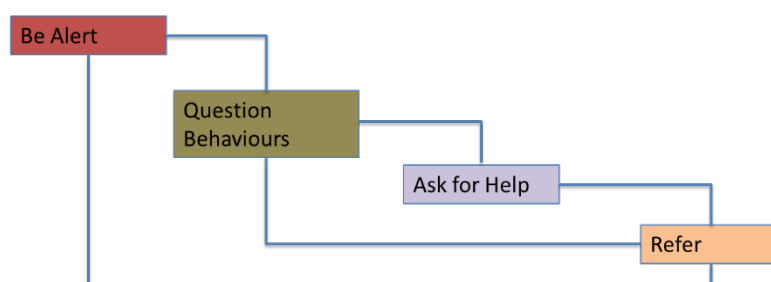 Be Alert
Question
Behaviours
Ask for Help
Refer